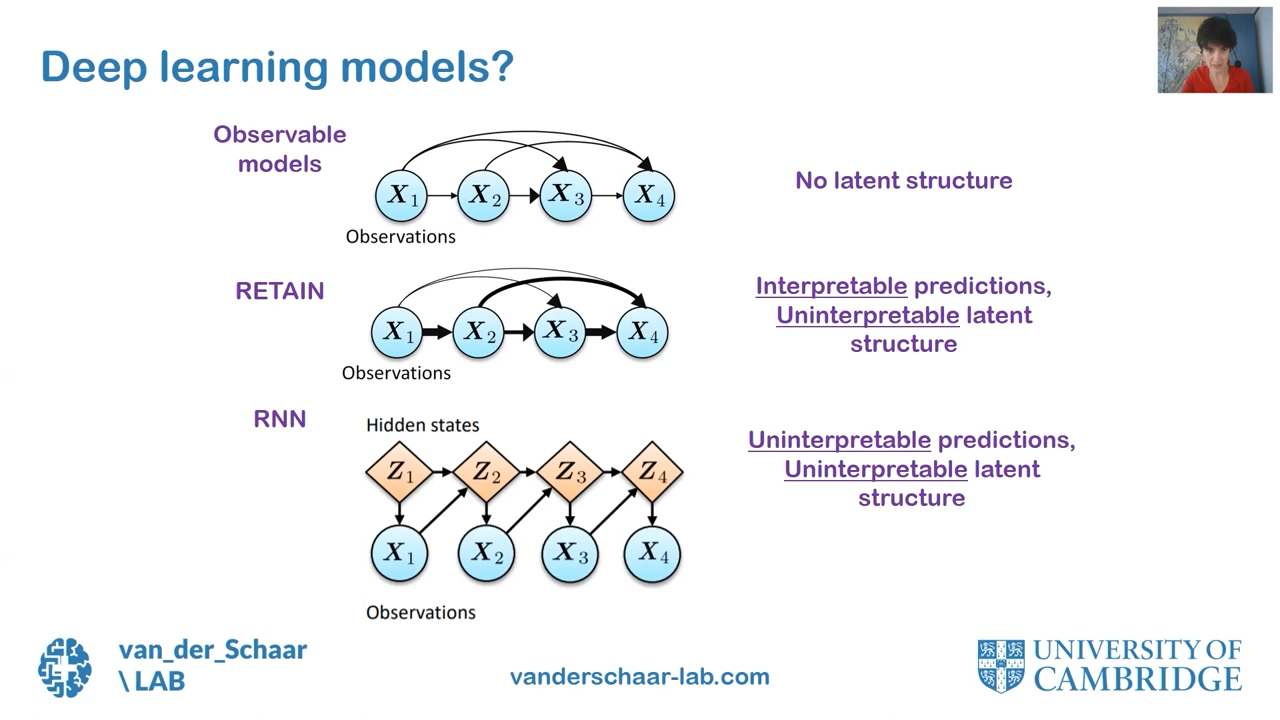 Deep learning models?
Observable
models
X1 X2 X3 X4
Observations
No latent structure
RETAIN
X1 X2 X3 X4
Observations
Interpretable predictions,
Uninterpretable latent
structure
RNN
Hidden states
Z1 Z2 Z3 Z4
X1 X2 X3 X4
Observations
Uninterpretable predictions,
Uninterpretable latent
structure
van_der_Schaar
\ LAB
vanderschaar-lab.com
UNIVERSITY OF
CAMBRIDGE